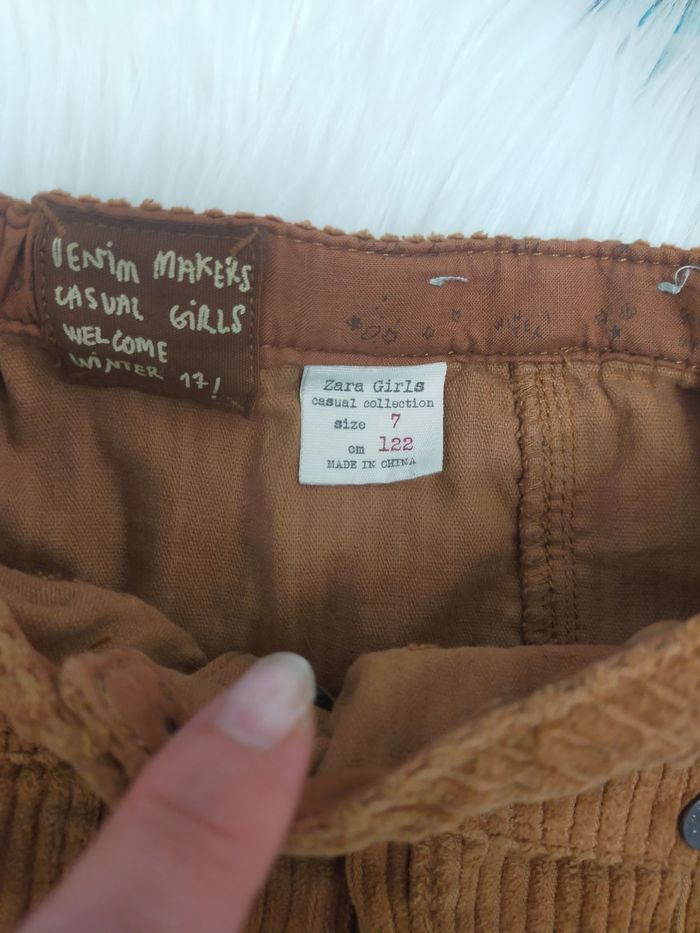 DENiM MAKERS
CASUAL GiRLS
WELCOME
WINTER 17!
Zara Girls
casual collection
size 7
cm 122
MADE IN CHINA